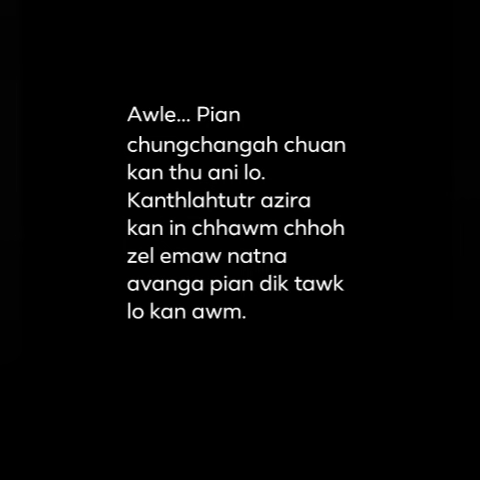 Awle... Pian
chungchangah chuan
kan thu ani lo.
Kanthlahtutr azira
kan in chhawm chhoh
zel emaw natna
avanga pian dik tawk
lo kan awm.